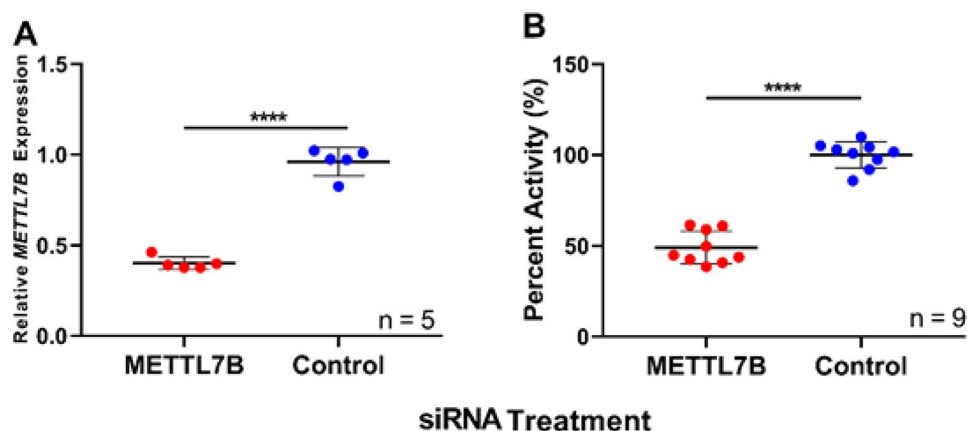 A
Relative METTL7B Expression
1.5
1.0
0.5
0.0
****
n = 5
METTL7B Control
B
Percent Activity (%)
150
100
50
0
****
n = 9
METTL7B Control
siRNA Treatment